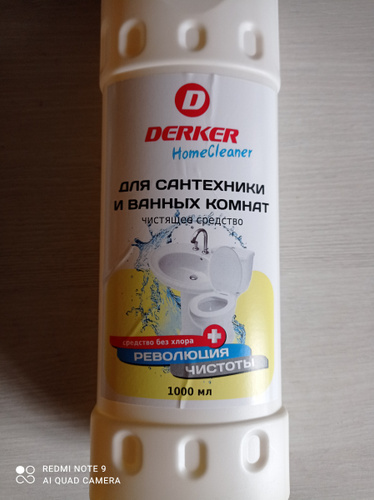 D
DERKER
HomeCleaner
ДЛЯ САНТЕХНИКИ
И ВАННЫХ КОМНАТ
чистящее средство
средство без хлора
РЕВОЛЮЦИЯ
ЧИСТОТЫ
1000 мл
REDMI NOTE 9
AI QUAD CAMERA